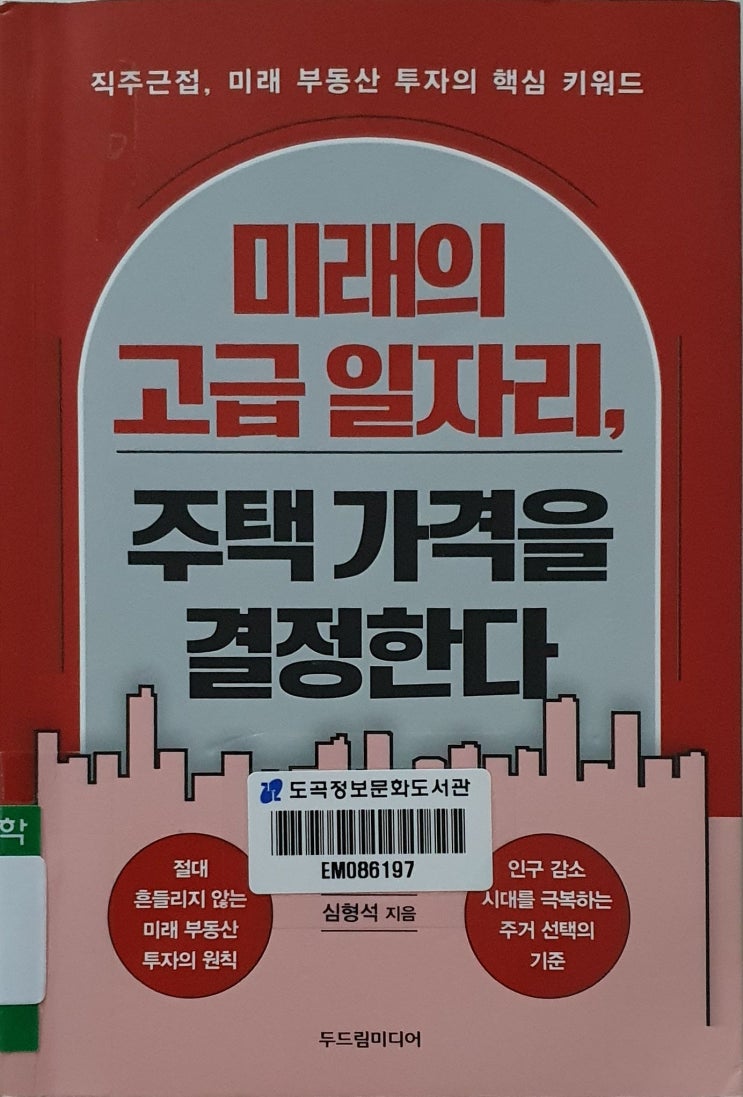 직주근접, 미래 부동산 투자의 핵심 키워드
미래의
고급 일자리,
주택 가격을
결정한다
도곡정보문화도서관
EM086197
학
절대
흔들리지 않는
미래 부동산
투자의 원칙
심형석 지음
인구 감소
시대를 극복하는
주거 선택의
기준
두드림미디어